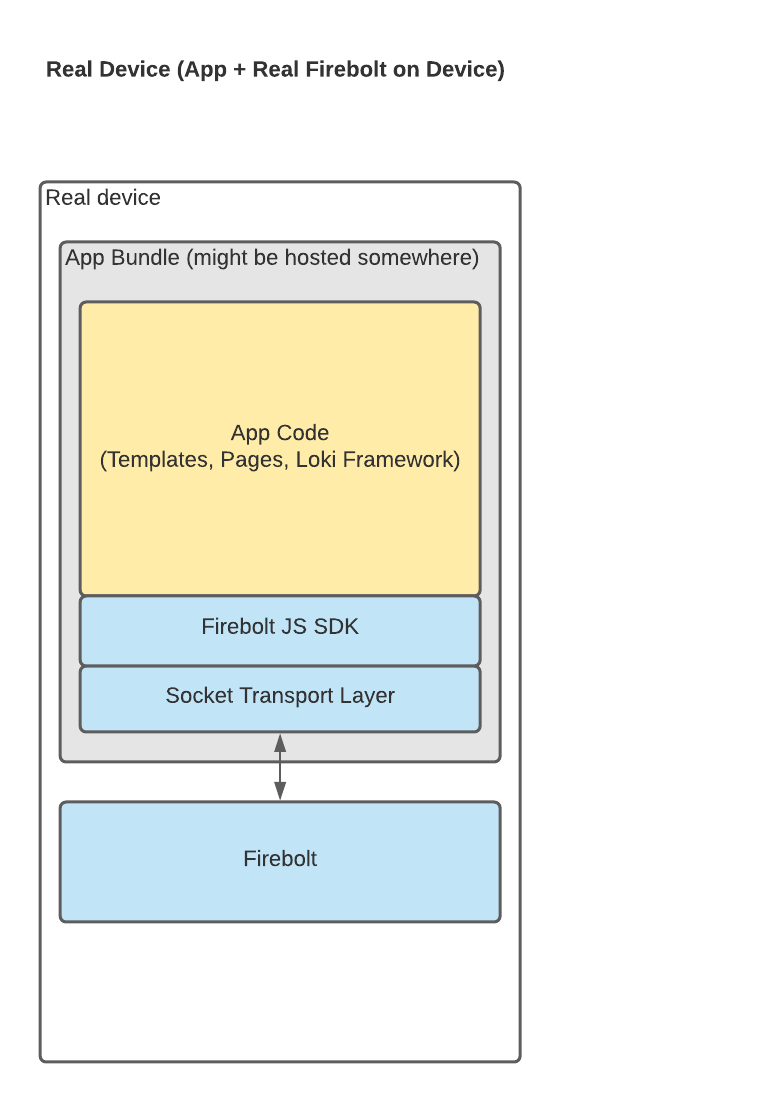 Real Device (App + Real Firebolt on Device)
Real device
App Bundle (might be hosted somewhere)
App Code
(Templates, Pages, Loki Framework)
Firebolt JS SDK
Socket Transport Layer
Firebolt